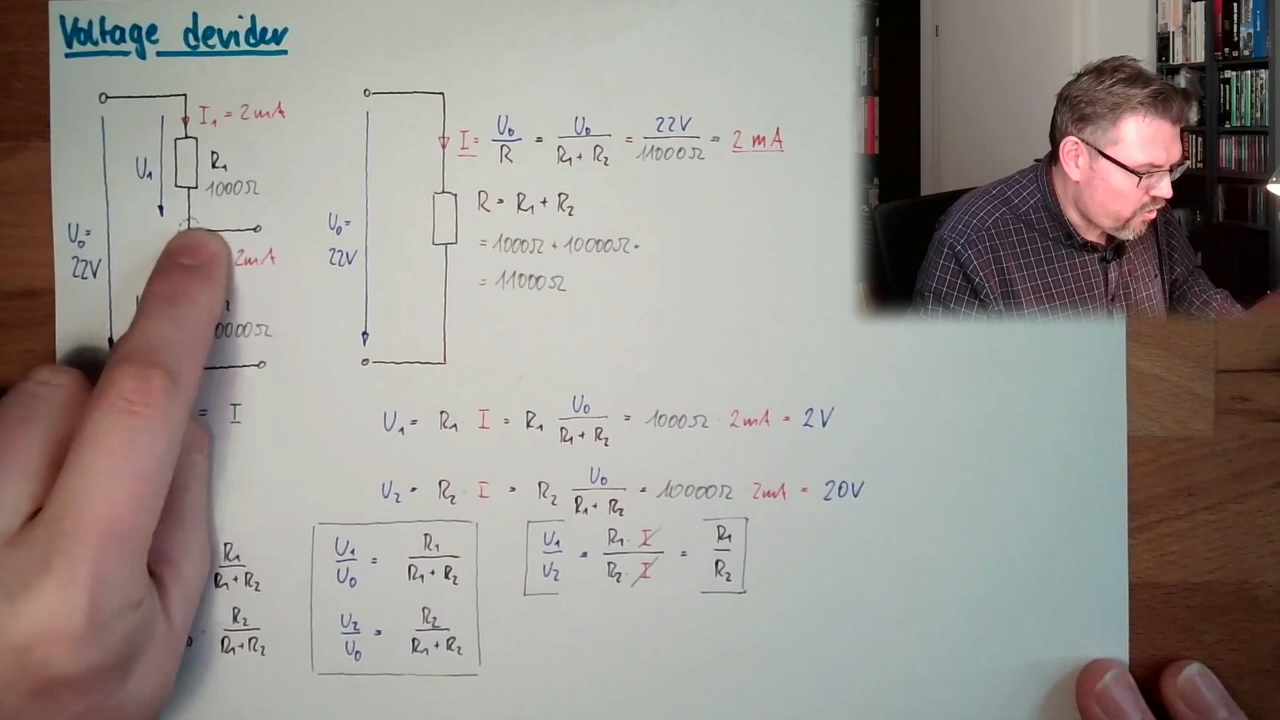 Voltage devider
I₁ = 2mA
U₁
R₁
1000Ω
U₀=
22V
2mA
0000Ω
= I
U₀=
22V
I = U₀/R = U₀/(R₁ + R₂) = 22V/11000Ω = 2 mA
R = R₁ + R₂
= 1000Ω + 10000Ω
= 11000Ω
U₁ = R₁ · I = R₁ U₀/(R₁ + R₂) = 1000Ω · 2mA = 2V
U₂ = R₂ · I = R₂ U₀/(R₁ + R₂) = 10000Ω 2mA = 20V
R₁/(R₁+R₂)
R₂/(R₁+R₂)
U₁/U₀ = R₁/(R₁ + R₂)
U₂/U₀ = R₂/(R₁ + R₂)
U₁/U₂ = R₁ · I/R₂ · I = R₁/R₂